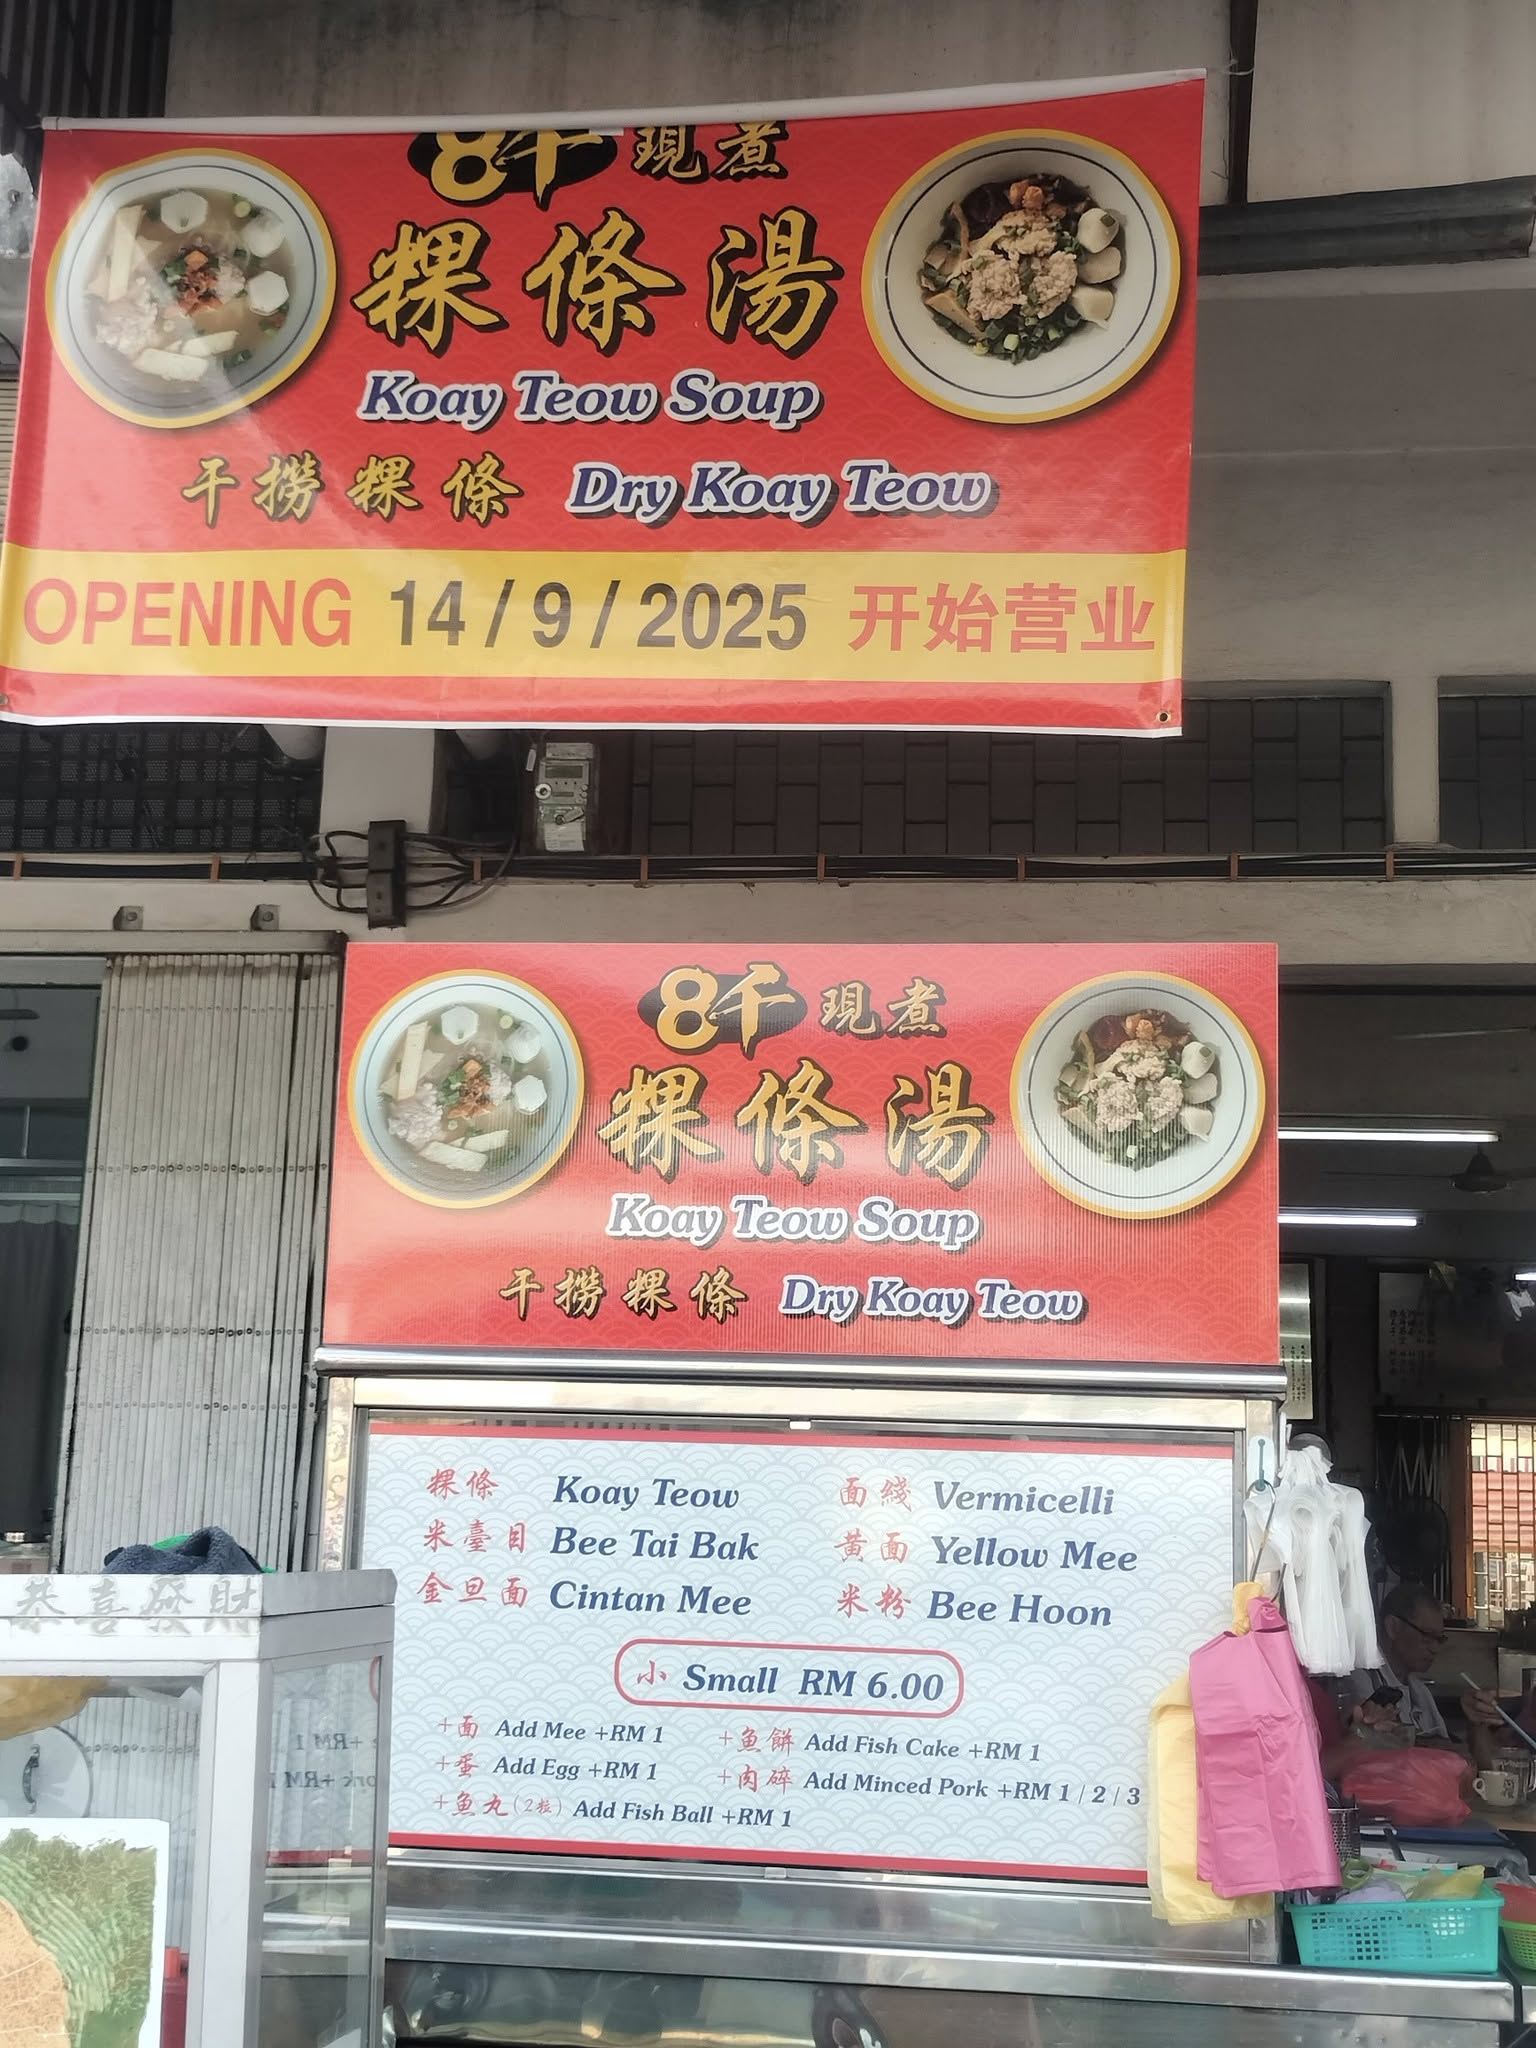 8千 現煮
粿條湯
Koay Teow Soup
干撈粿條 Dry Koay Teow
OPENING 14 / 9 / 2025 开始营业
8千 現煮
粿條湯
Koay Teow Soup
干撈粿條 Dry Koay Teow
粿條 Koay Teow
米臺目 Bee Tai Bak
金旦面 Cintan Mee
面綫 Vermicelli
黃面 Yellow Mee
米粉 Bee Hoon
小 Small RM 6.00
+面 Add Mee +RM 1
+蛋 Add Egg +RM 1
+魚丸(2粒) Add Fish Ball +RM 1
+魚餅 Add Fish Cake +RM 1
+肉碎 Add Minced Pork +RM 1 / 2 / 3
恭喜發財